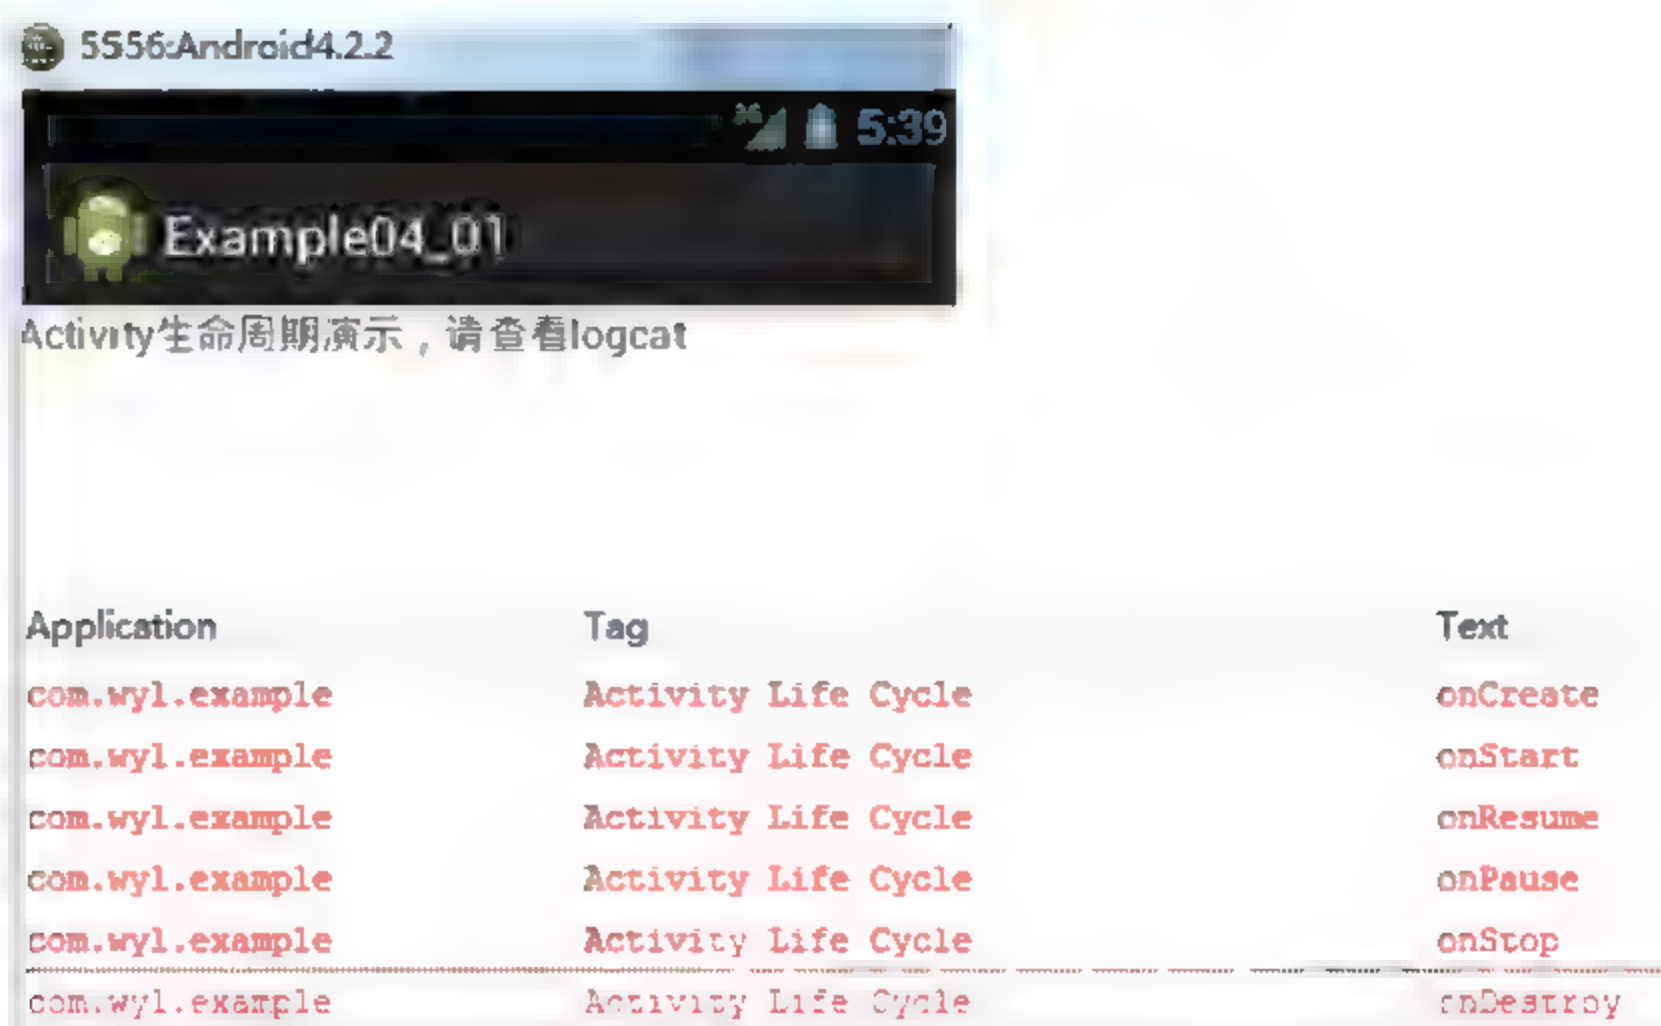 5556:Android4.2.2
5:39
Example04_01
Activity生命周期演示，请查看logcat
Application Tag Text
com.wyl.example Activity Life Cycle onCreate
com.wyl.example Activity Life Cycle onStart
com.wyl.example Activity Life Cycle onResume
com.wyl.example Activity Life Cycle onPause
com.wyl.example Activity Life Cycle onStop
com.wyl.example Activity Life Cycle onDestroy